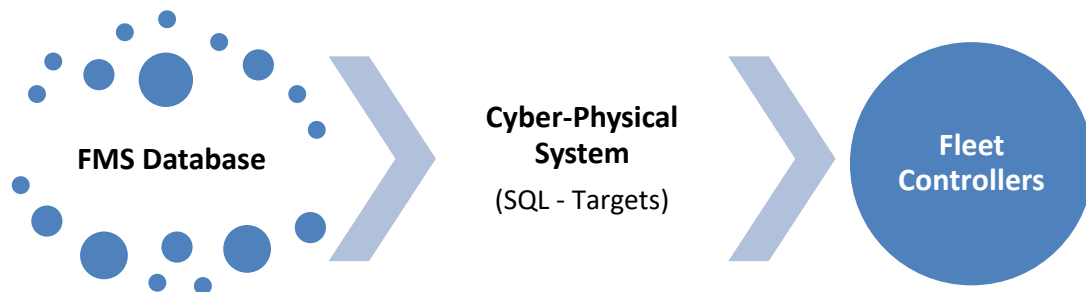 FMS Database
Cyber-Physical
System
(SQL - Targets)
Fleet
Controllers